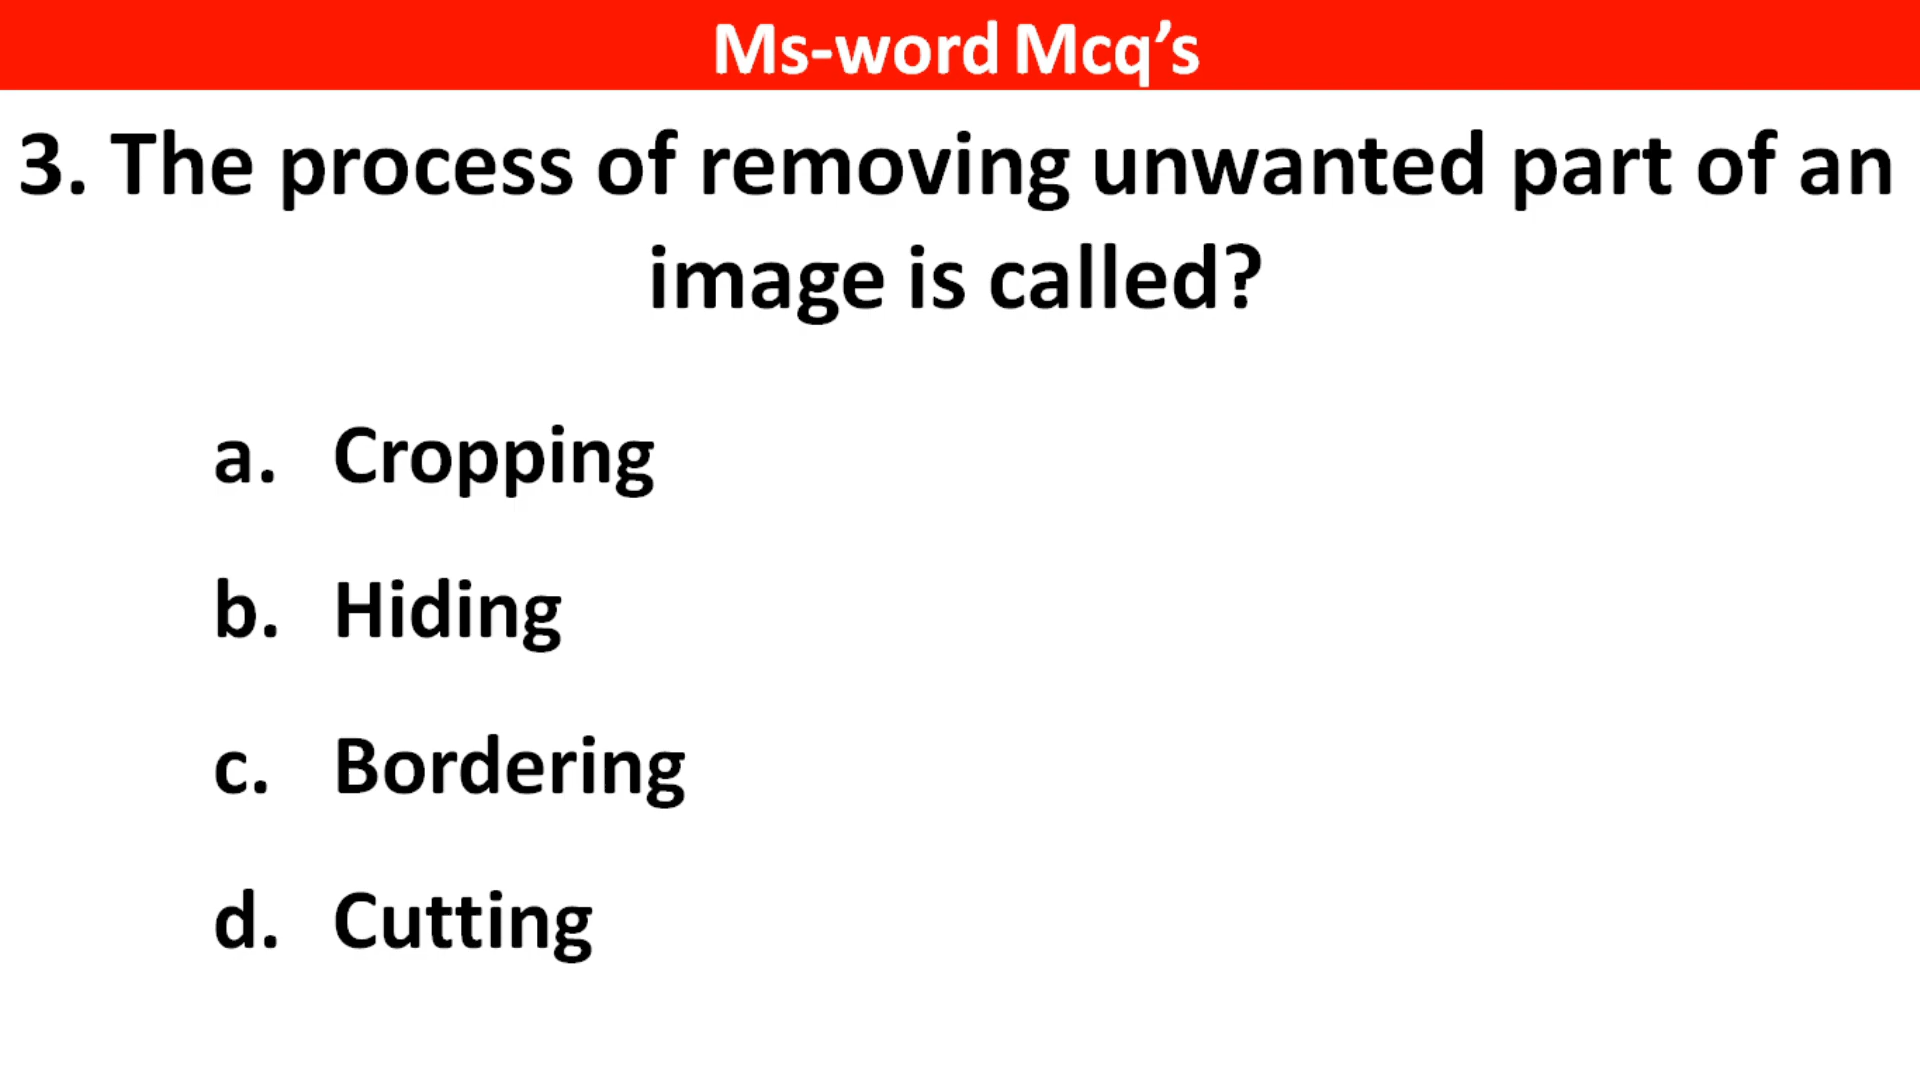 Ms-word Mcq’s
3. The process of removing unwanted part of an
image is called?
a. Cropping
b. Hiding
c. Bordering
d. Cutting